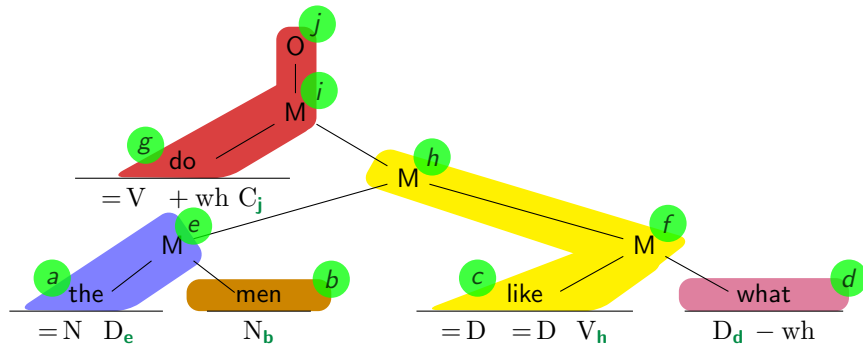 j
O
i
M
g
do
h
M
= V + wh C_j
e
M
f
M
a
the
b
men
c
like
d
what
= N D_e
N_b
= D = D V_h
D_d − wh